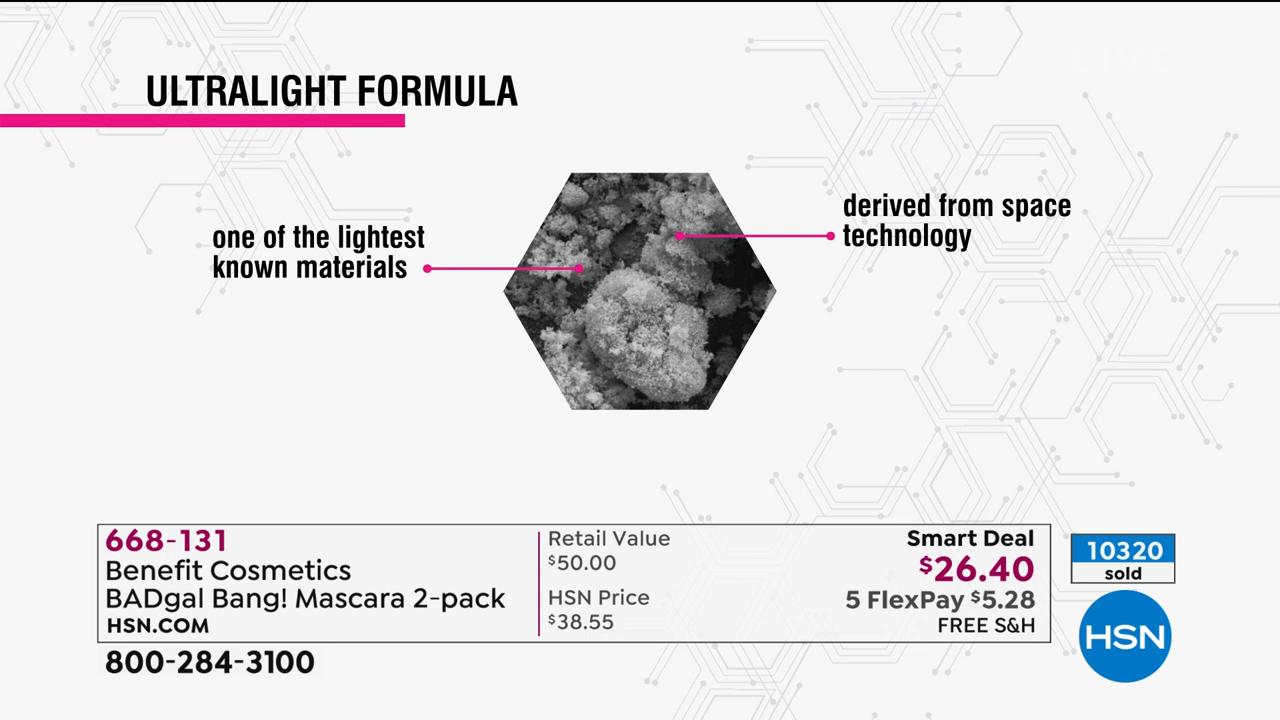 ULTRALIGHT FORMULA
one of the lightest
known materials
derived from space
technology
668-131
Benefit Cosmetics
BADgal Bang! Mascara 2-pack
HSN.COM
Retail Value
$50.00
HSN Price
$38.55
Smart Deal
$26.40
5 FlexPay $5.28
FREE S&H
10320
sold
HSN
800-284-3100